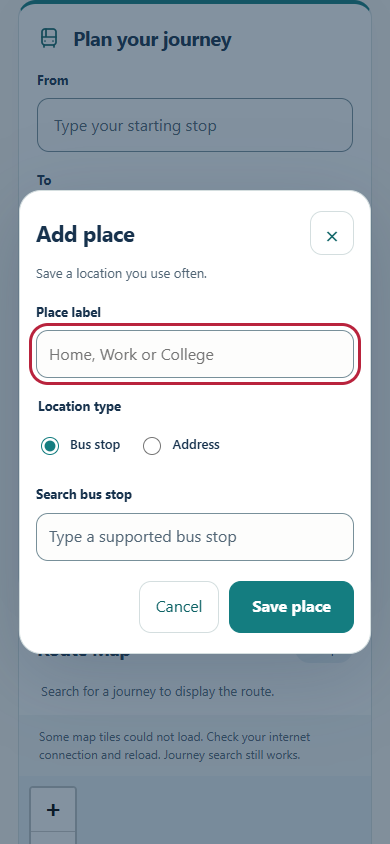 Plan your journey
From
Type your starting stop
To
Add place
×
Save a location you use often.
Place label
Home, Work or College
Location type
Bus stop
Address
Search bus stop
Type a supported bus stop
Cancel
Save place
Route map
Search for a journey to display the route.
Some map tiles could not load. Check your internet
connection and reload. Journey search still works.
+